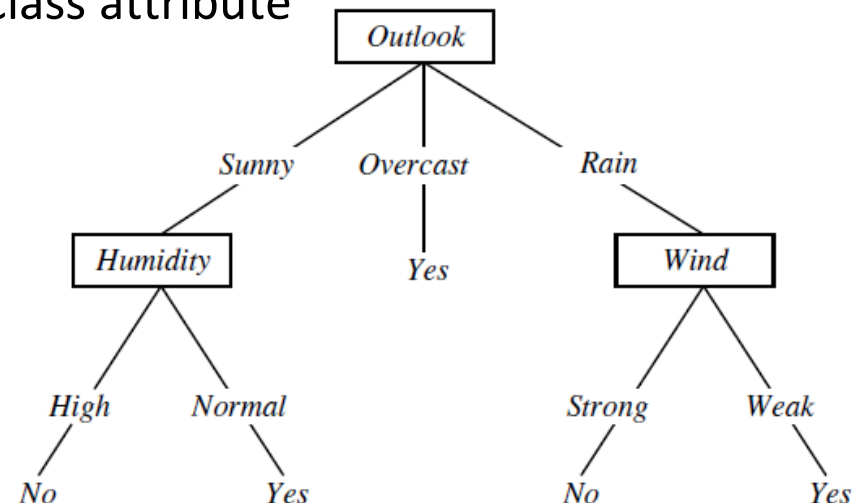 class attribute
Outlook
Sunny Overcast Rain
Humidity Yes Wind
High Normal Strong Weak
No Yes No Yes